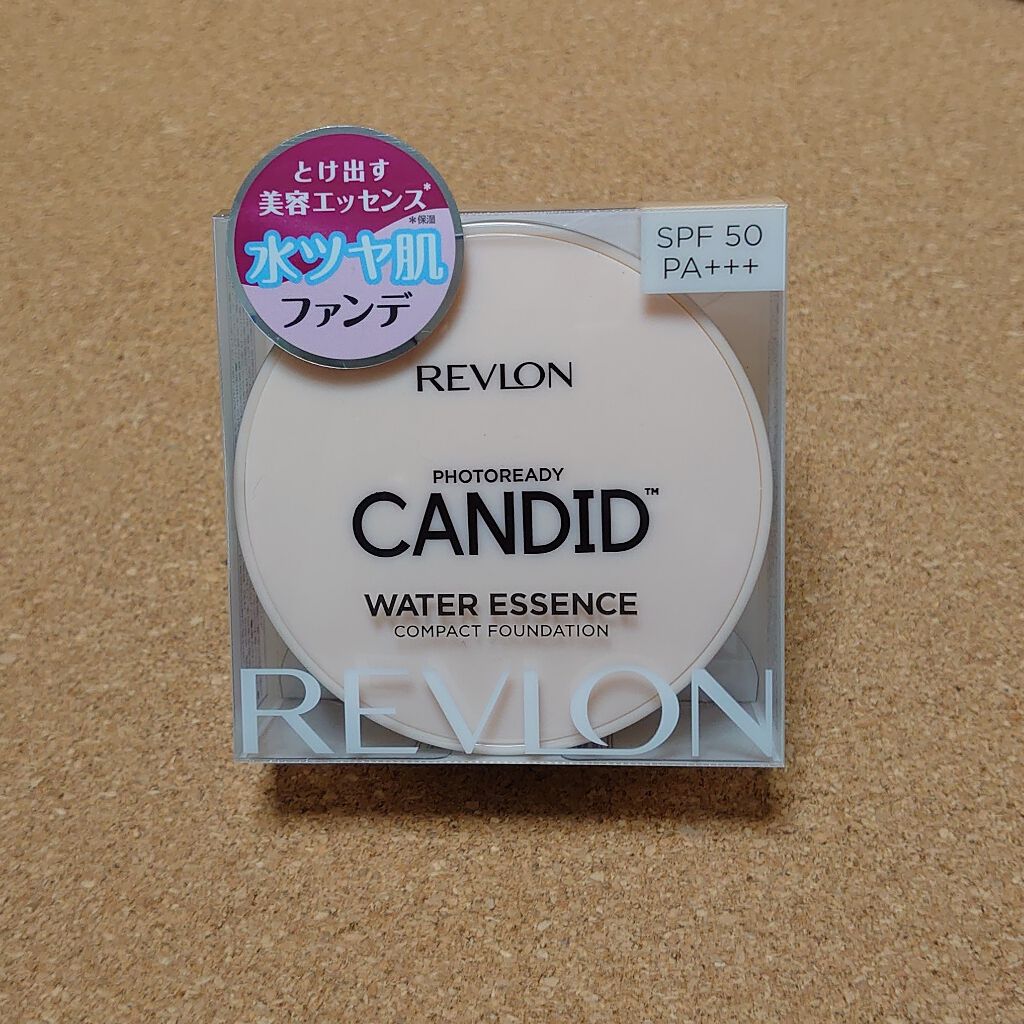 とけ出す
美容エッセンス*
*保湿
水ツヤ肌
ファンデ
SPF 50
PA+++
REVLON
PHOTOREADY
CANDID™
WATER ESSENCE
COMPACT FOUNDATION
REVLON